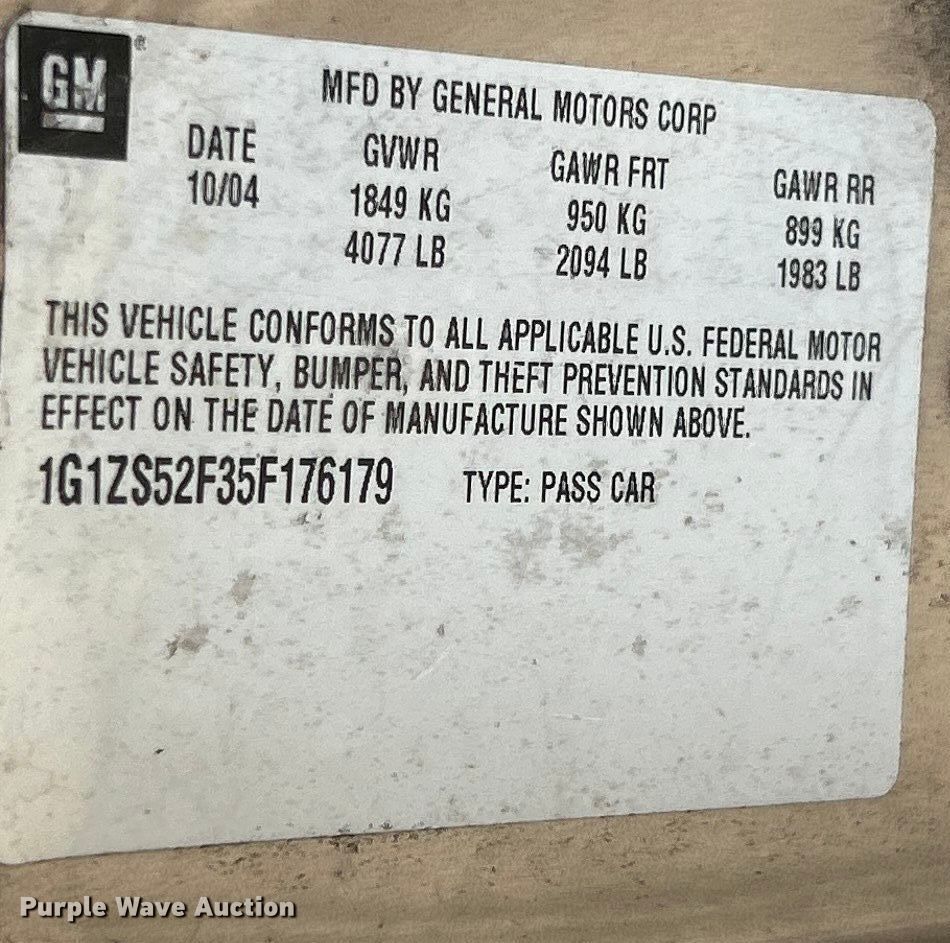 GM
®
MFD BY GENERAL MOTORS CORP
DATE GVWR GAWR FRT GAWR RR
10/04 1849 KG 950 KG 899 KG
4077 LB 2094 LB 1983 LB
THIS VEHICLE CONFORMS TO ALL APPLICABLE U.S. FEDERAL MOTOR
VEHICLE SAFETY, BUMPER, AND THEFT PREVENTION STANDARDS IN
EFFECT ON THE DATE OF MANUFACTURE SHOWN ABOVE.
1G1ZS52F35F176179 TYPE: PASS CAR
Purple Wave Auction